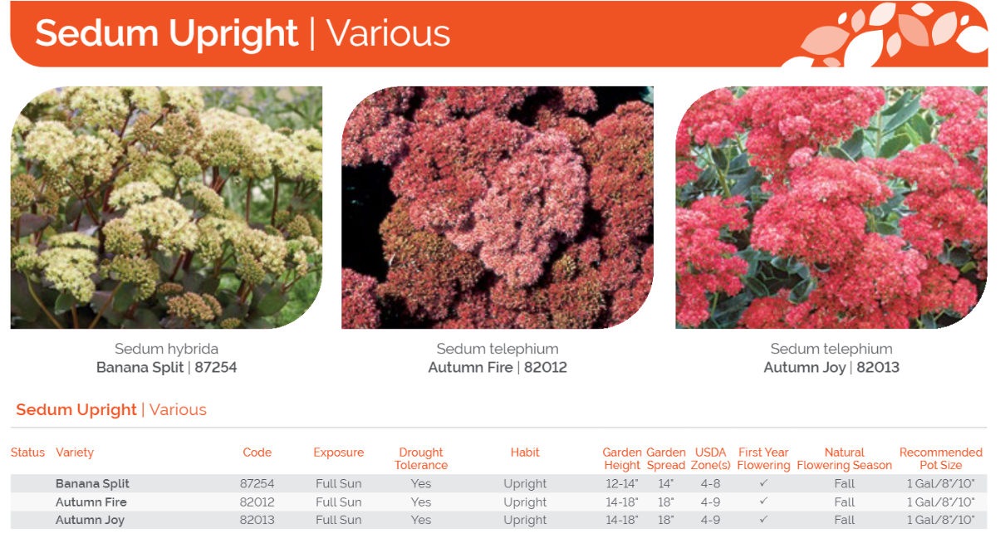 Sedum Upright | Various
Sedum hybrida
Banana Split | 87254
Sedum telephium
Autumn Fire | 82012
Sedum telephium
Autumn Joy | 82013
Sedum Upright | Various
Status Variety Code Exposure Drought Tolerance Habit Garden Height Garden Spread USDA Zone(s) First Year Flowering Natural Flowering Season Recommended Pot Size
Banana Split 87254 Full Sun Yes Upright 12-14" 14" 4-8 ✓ Fall 1 Gal/8"/10"
Autumn Fire 82012 Full Sun Yes Upright 14-18" 18" 4-9 ✓ Fall 1 Gal/8"/10"
Autumn Joy 82013 Full Sun Yes Upright 14-18" 18" 4-9 ✓ Fall 1 Gal/8"/10"